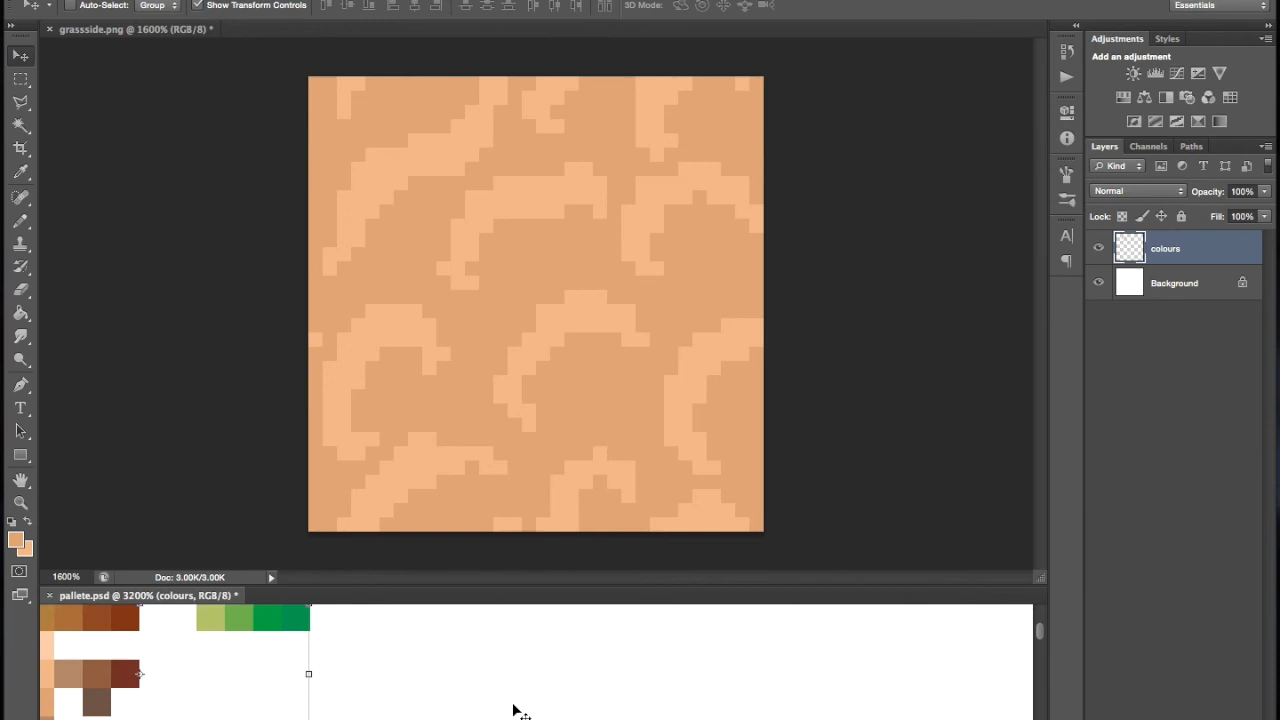 Auto-Select: Group Show Transform Controls 3D Mode: Essentials
grassside.png @ 1600% (RGB/8) *
Adjustments Styles
Add an adjustment
Layers Channels Paths
Kind
Normal Opacity: 100%
Lock: Fill: 100%
colours
Background
1600% Doc: 3.00K/3.00K
pallete.psd @ 3200% (colours, RGB/8) *